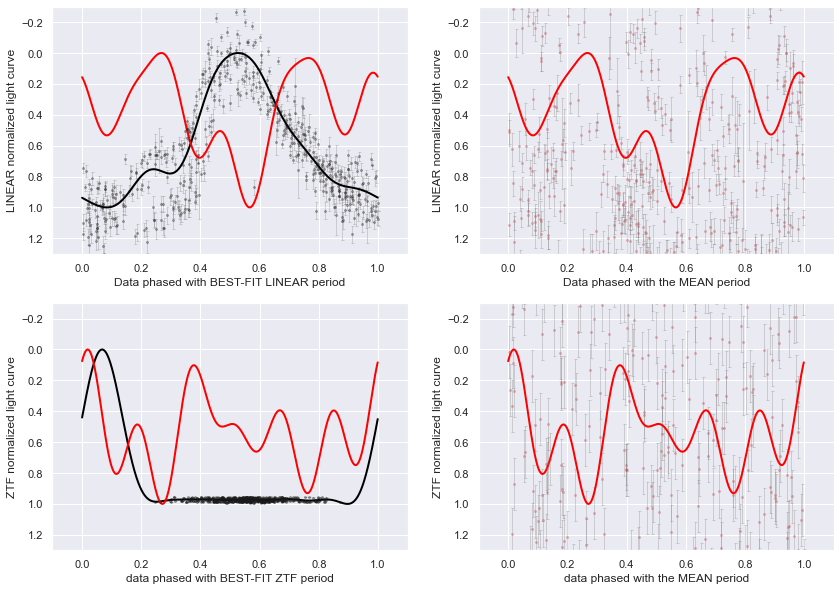 −0.2
0.0
0.2
0.4
0.6
0.8
1.0
1.2
LINEAR normalized light curve
0.0 0.2 0.4 0.6 0.8 1.0
Data phased with BEST-FIT LINEAR period
−0.2
0.0
0.2
0.4
0.6
0.8
1.0
1.2
LINEAR normalized light curve
0.0 0.2 0.4 0.6 0.8 1.0
Data phased with the MEAN period
−0.2
0.0
0.2
0.4
0.6
0.8
1.0
1.2
ZTF normalized light curve
0.0 0.2 0.4 0.6 0.8 1.0
data phased with BEST-FIT ZTF period
−0.2
0.0
0.2
0.4
0.6
0.8
1.0
1.2
ZTF normalized light curve
0.0 0.2 0.4 0.6 0.8 1.0
data phased with the MEAN period